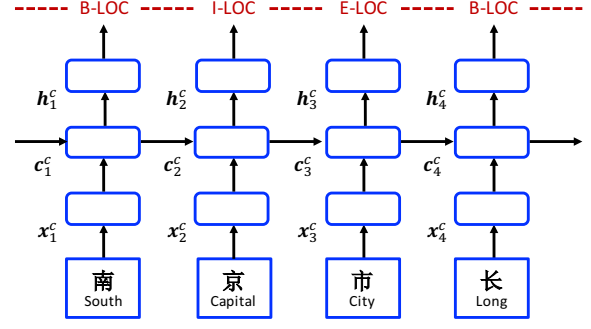 B-LOC I-LOC E-LOC B-LOC
h₁ᶜ h₂ᶜ h₃ᶜ h₄ᶜ
c₁ᶜ c₂ᶜ c₃ᶜ c₄ᶜ
x₁ᶜ x₂ᶜ x₃ᶜ x₄ᶜ
南 京 市 长
South Capital City Long